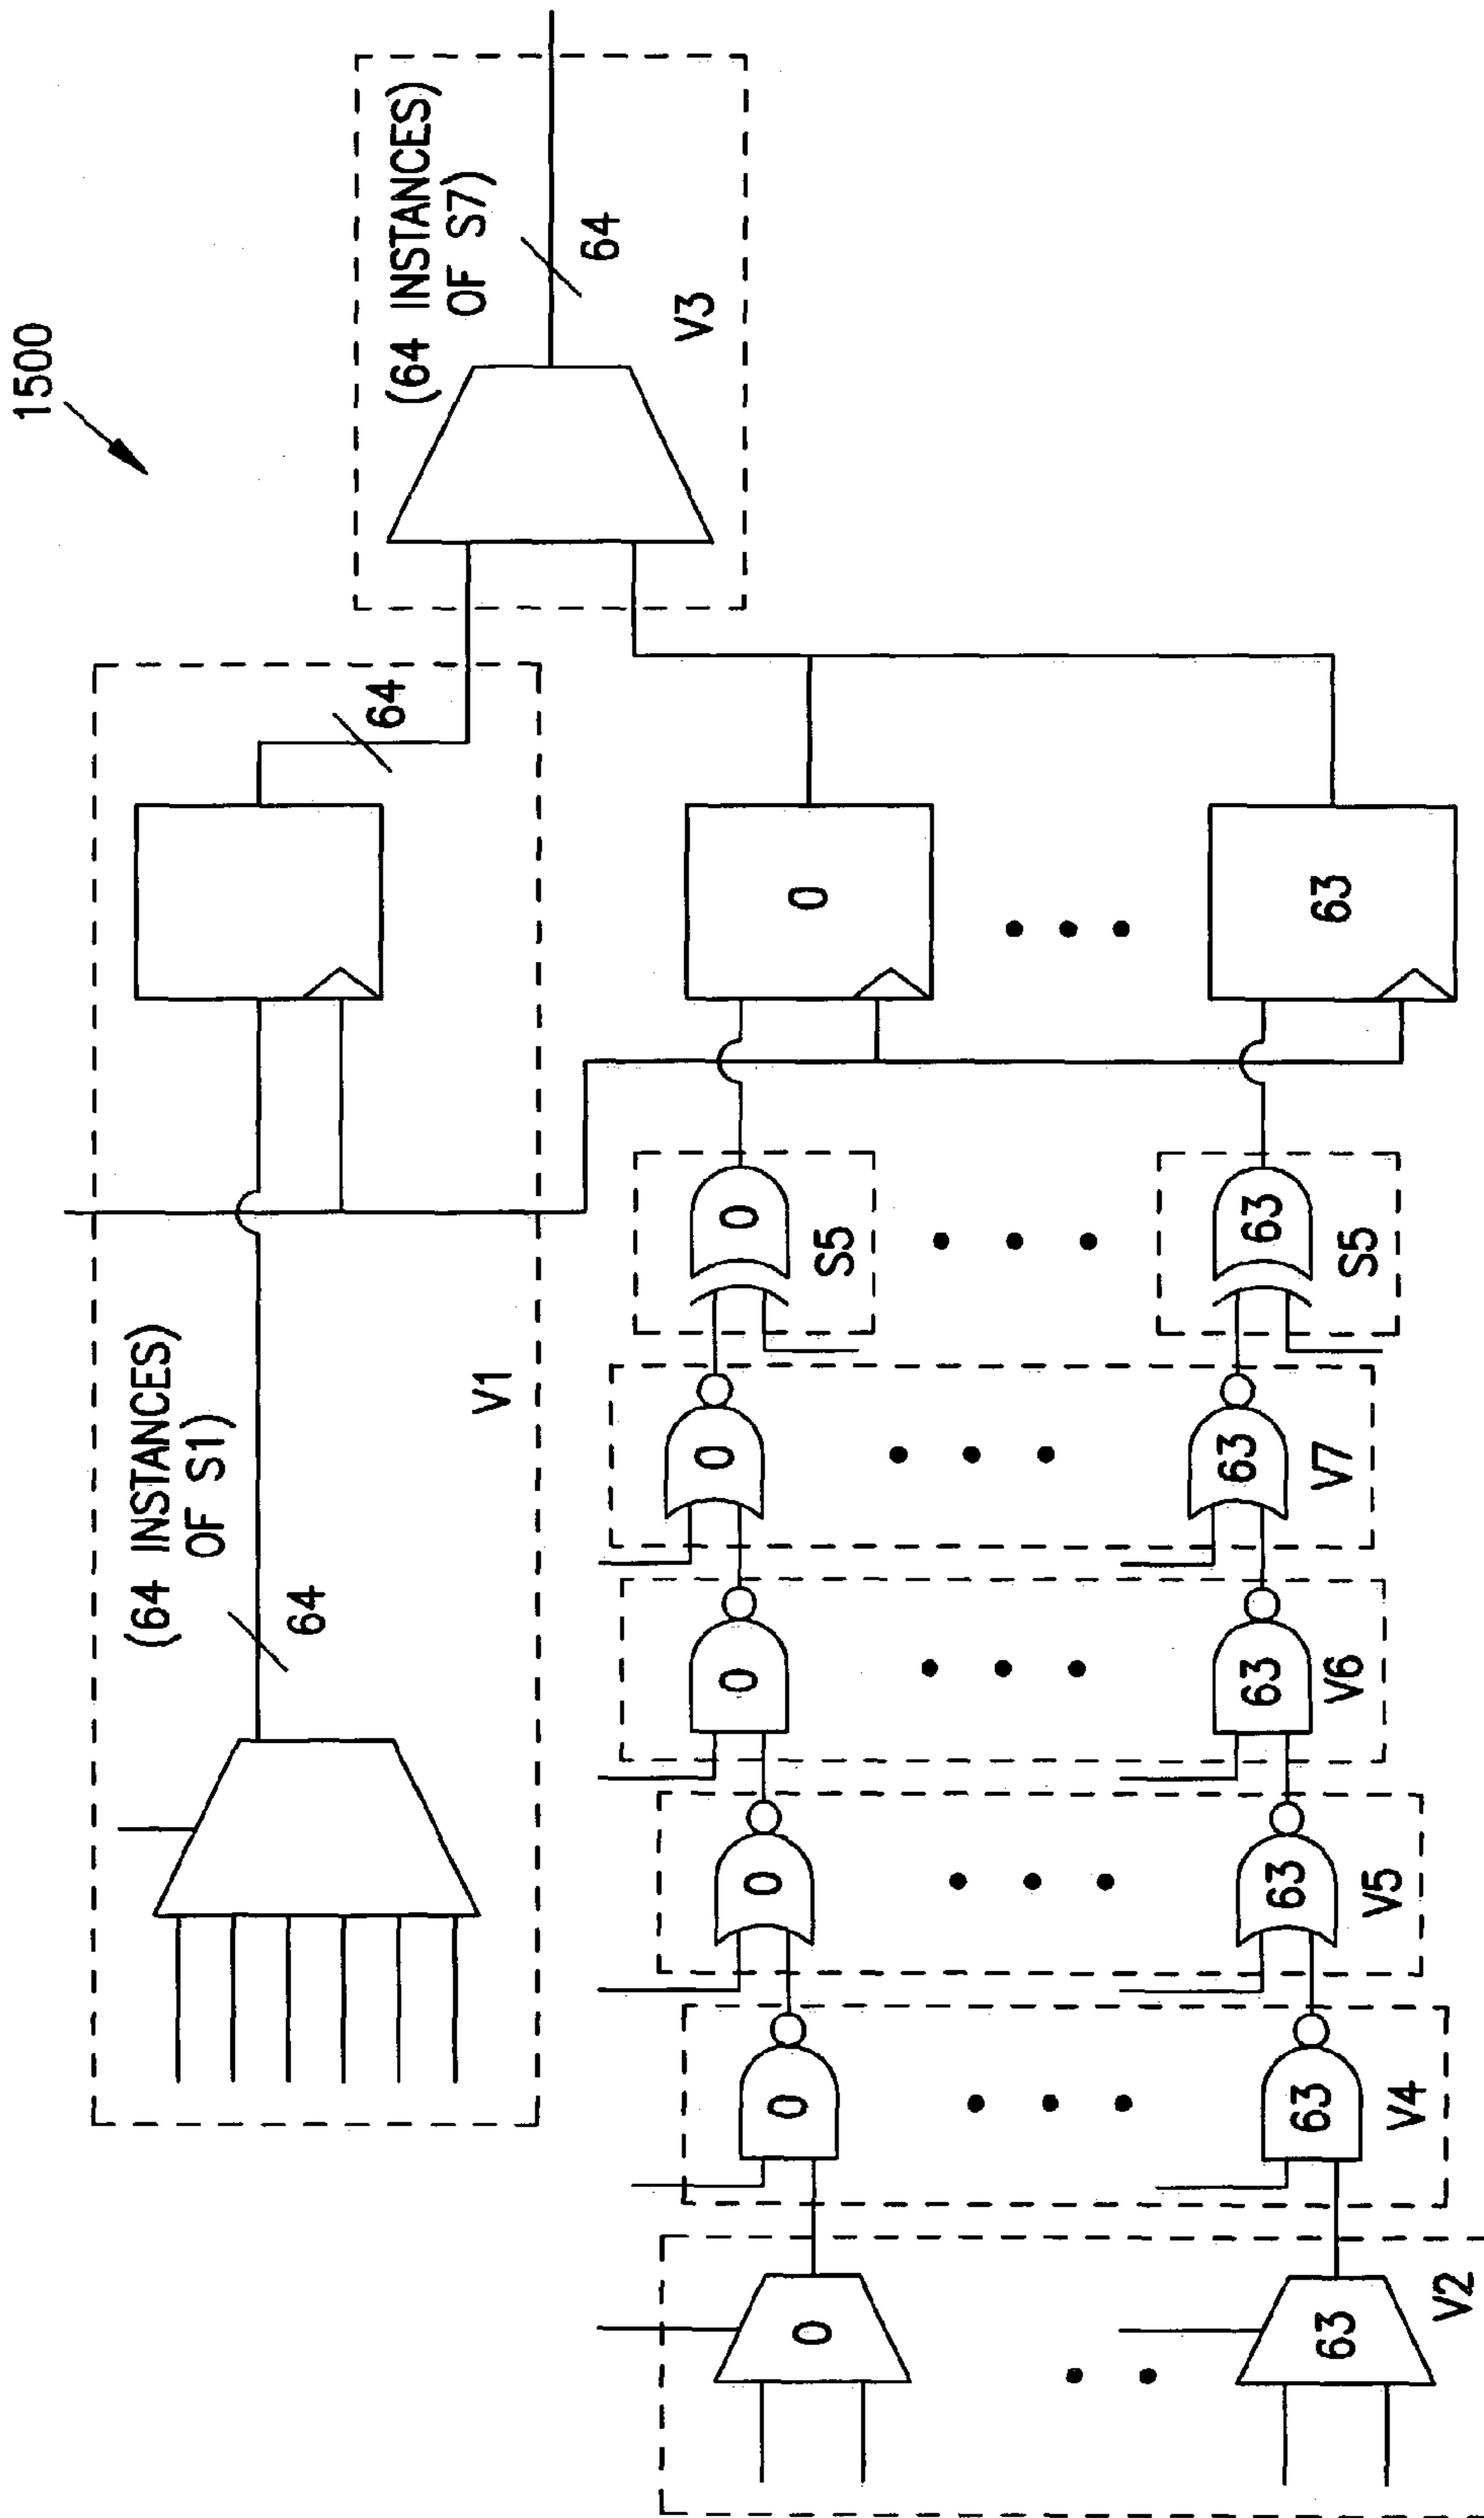 1500
(64 INSTANCES
OF S1)
64
64
V1
(64 INSTANCES)
OF S7)
64
V3
0
0
0
0
0
0
S5
0
63
63
63
63
63
63
S5
63
V2
V4
V5
V6
V7